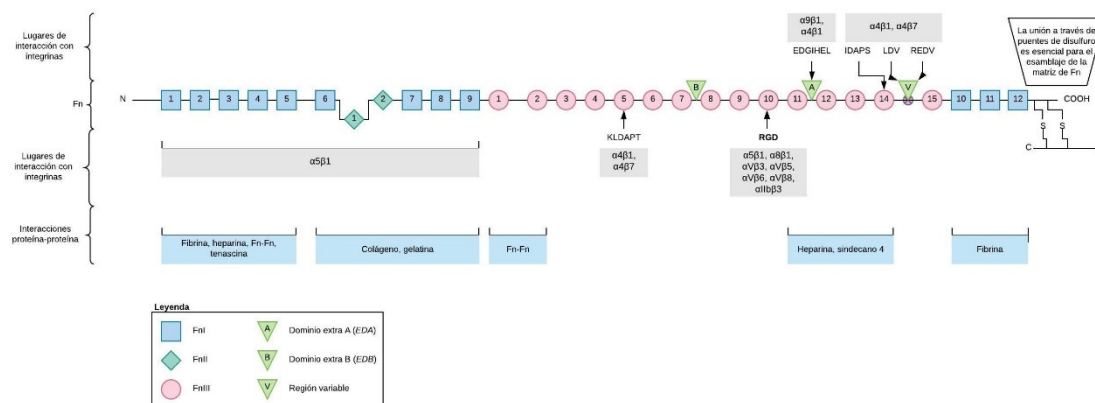 Lugares de
interacción con
integrinas
α9β1,
α4β1
α4β1, α4β7
EDGIHEL
IDAPS
LDV
REDV
La unión a través de
puentes de disulfuro
es esencial para el
esamblaje de la
matriz de Fn
Fn
N
1
2
3
4
5
6
1
2
7
8
9
1
2
3
4
5
6
7
B
8
9
10
11
A
12
13
14
V
15
10
11
12
COOH
S
S
C
Lugares de
interacción con
integrinas
α5β1
KLDAPT
α4β1,
α4β7
RGD
α5β1, α8β1,
αVβ3, αVβ5,
αVβ6, αVβ8,
αIIbβ3
Interacciones
proteína-proteína
Fibrina, heparina, Fn-Fn,
tenascina
Colágeno, gelatina
Fn-Fn
Heparina, sindecano 4
Fibrina
Leyenda
FnI
A
Dominio extra A (EDA)
FnII
B
Dominio extra B (EDB)
FnIII
V
Región variable